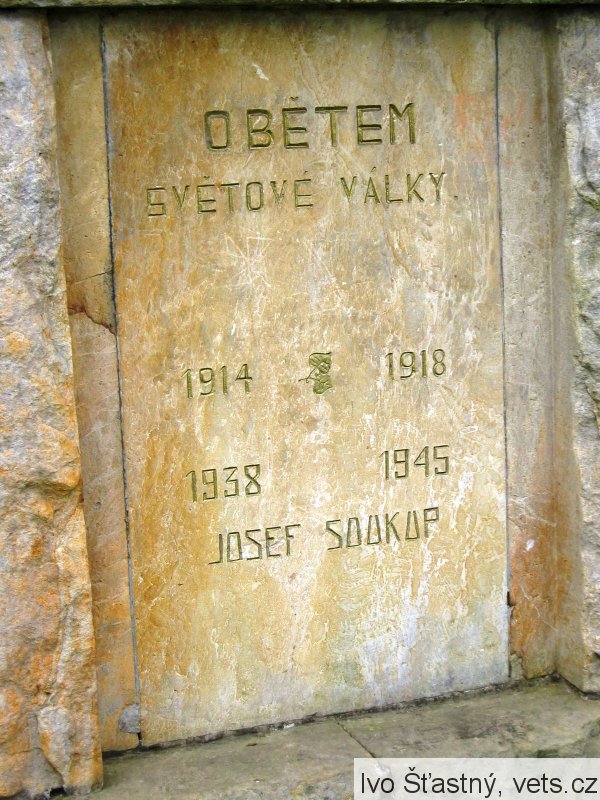 OBĚTEM
SVĚTOVÉ VÁLKY.
1914 1918
1938 1945
JOSEF SOUKUP
Ivo Šťastný, vets.cz